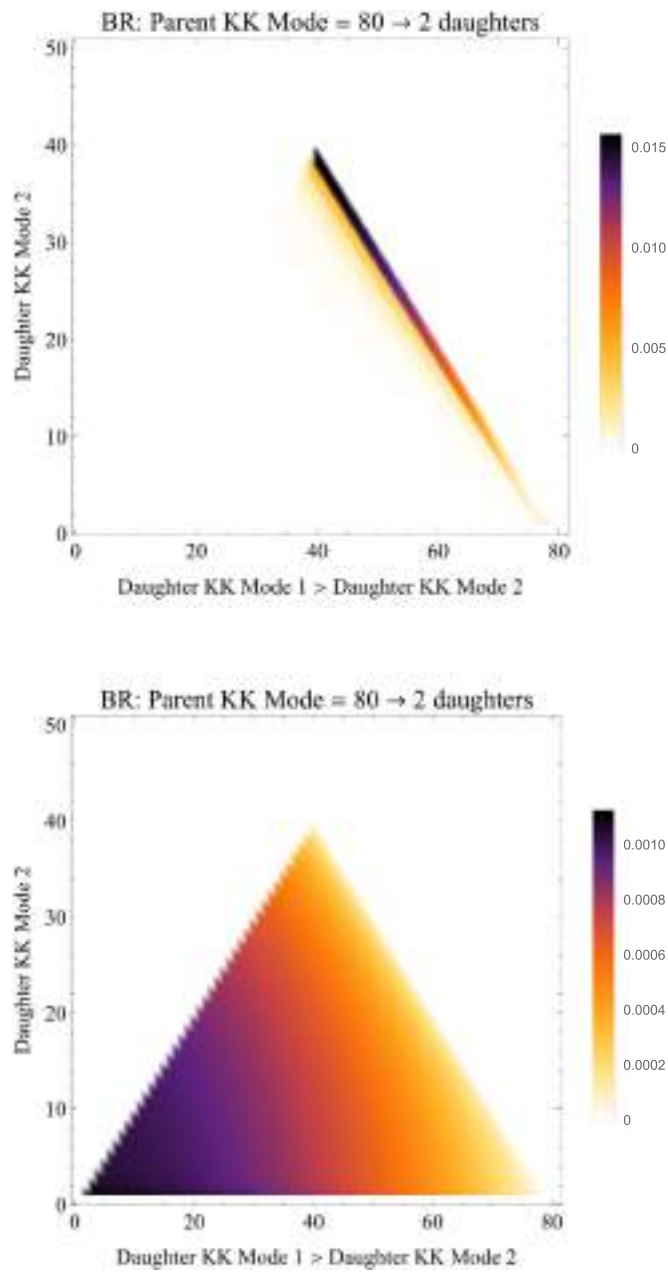 BR: Parent KK Mode = 80 → 2 daughters
50
40
30
20
10
0
Daughter KK Mode 2
0 20 40 60 80
Daughter KK Mode 1 > Daughter KK Mode 2
0.015
0.010
0.005
0
BR: Parent KK Mode = 80 → 2 daughters
50
40
30
20
10
0
Daughter KK Mode 2
0 20 40 60 80
Daughter KK Mode 1 > Daughter KK Mode 2
0.0010
0.0008
0.0006
0.0004
0.0002
0